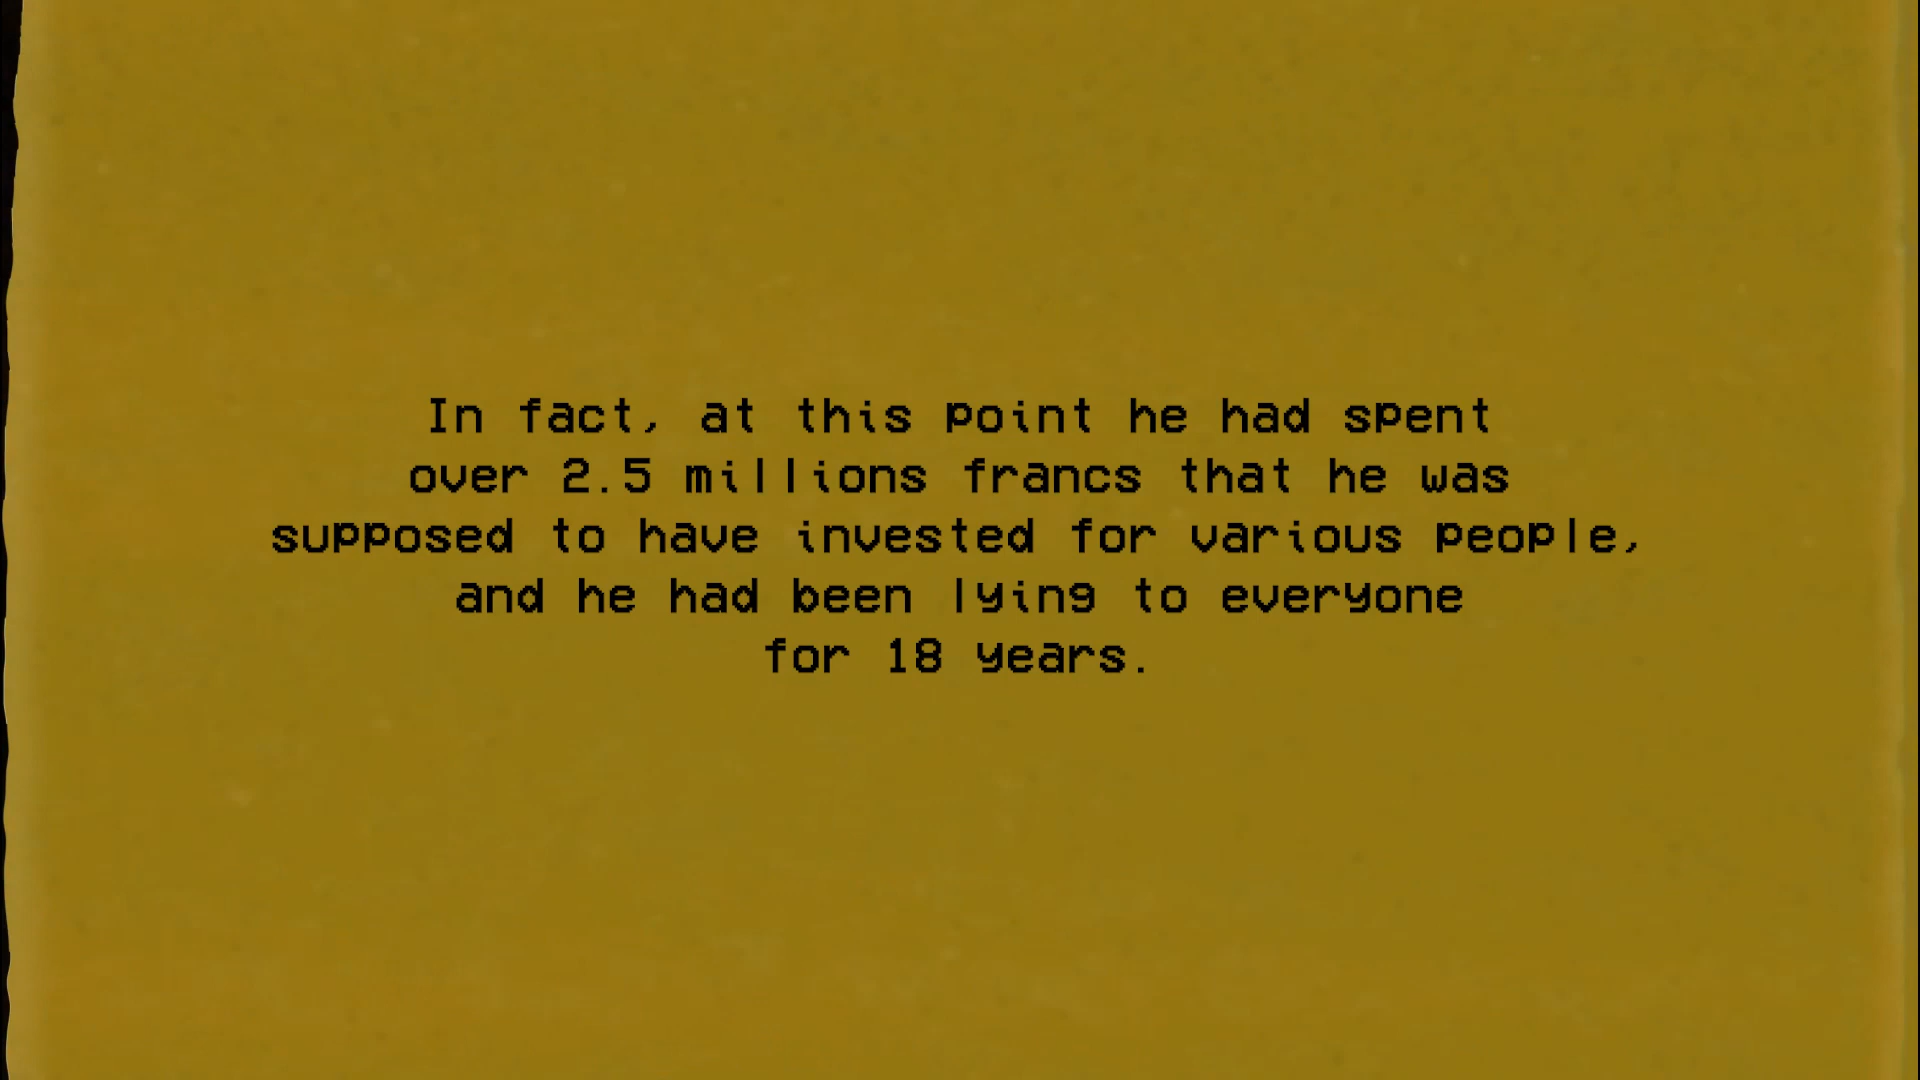 In fact, at this point he had spent
over 2.5 millions francs that he was
supposed to have invested for various people,
and he had been lying to everyone
for 18 years.